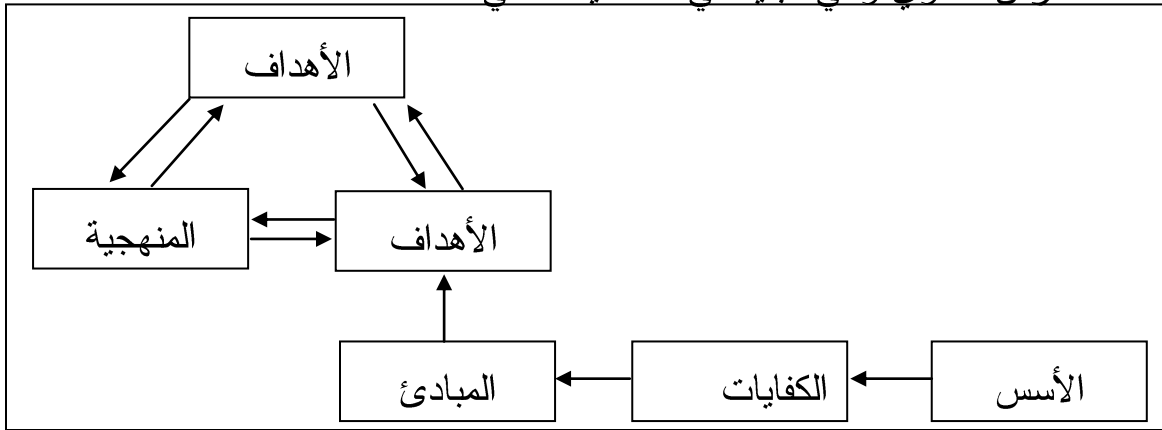 الأهداف
الأهداف
المنهجية
الأسس
الكفايات
المبادئ